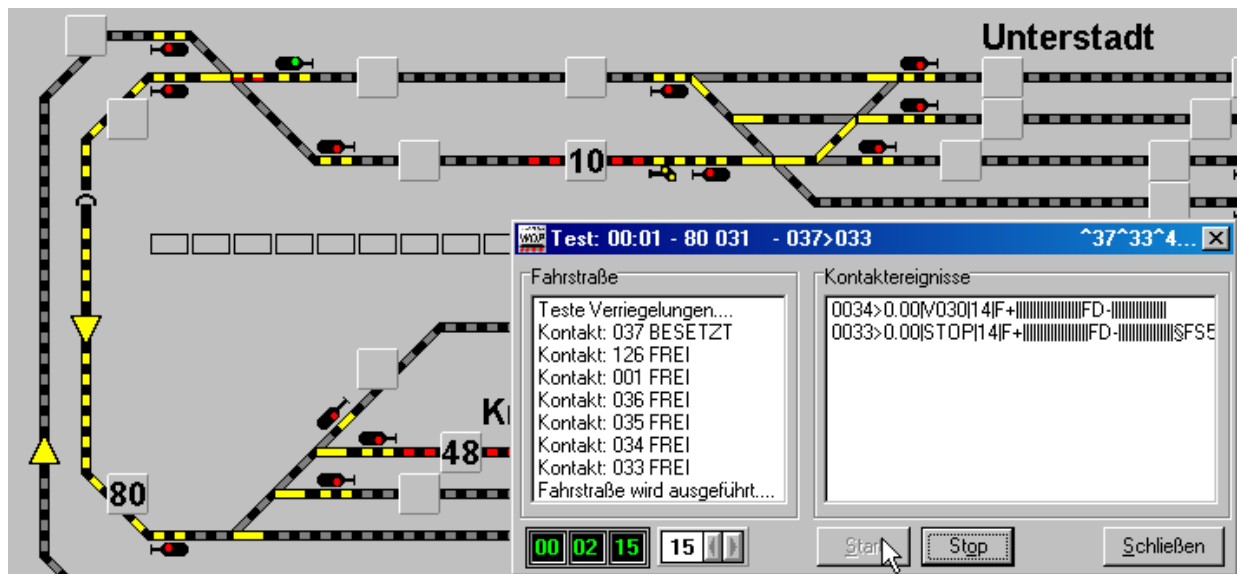 Unterstadt
10
Test: 00:01 - 80 031 - 037>033 ^37^33^4...
Fahrstraße
Teste Verriegelungen....
Kontakt: 037 BESETZT
Kontakt: 126 FREI
Kontakt: 001 FREI
Kontakt: 036 FREI
Kontakt: 035 FREI
Kontakt: 034 FREI
Kontakt: 033 FREI
Fahrstraße wird ausgeführt....
Kontaktereignisse
0034>0.00|V030|14|F+||||||||||||||||FD-|||||||||||||
0033>0.00|STOP|14|F+||||||||||||||||FD-|||||||||||||§FS5
48
80
00 02 15
15
Start
Stop
Schließen